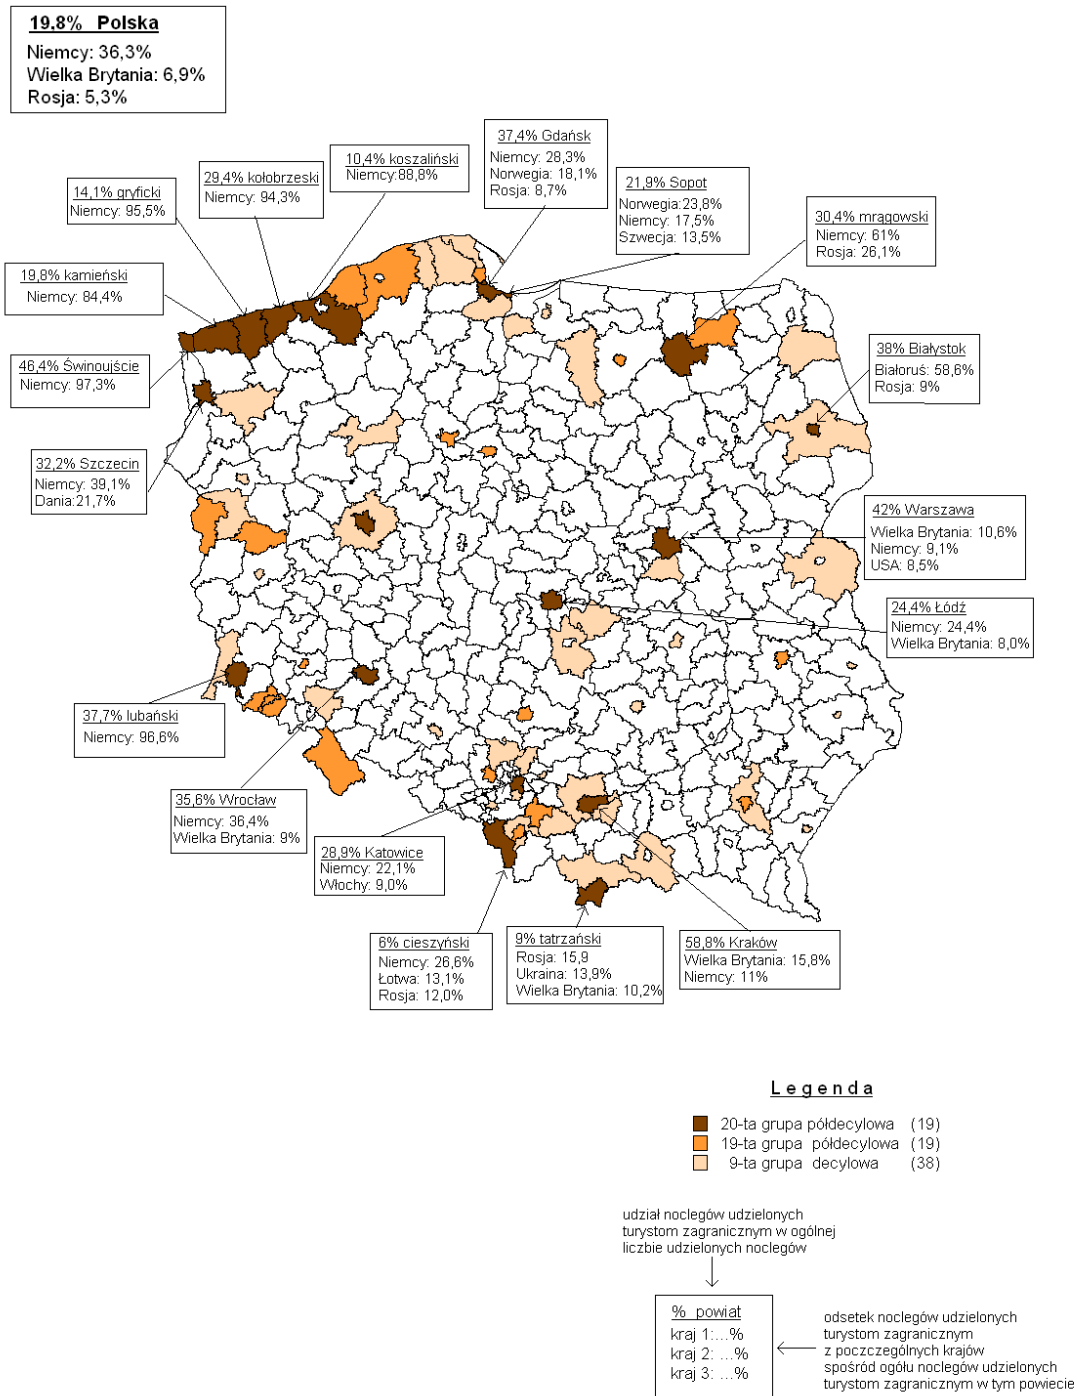 19,8% Polska
Niemcy: 36,3%
Wielka Brytania: 6,9%
Rosja: 5,3%
37,4% Gdańsk
Niemcy: 28,3%
Norwegia: 18,1%
Rosja: 8,7%
10,4% koszaliński
Niemcy:88,8%
29,4% kołobrzeski
Niemcy: 94,3%
14,1% gryficki
Niemcy: 95,5%
21,9% Sopot
Norwegia:23,8%
Niemcy: 17,5%
Szwecja: 13,5%
30,4% mrągowski
Niemcy: 61%
Rosja: 26,1%
19,8% kamieński
Niemcy: 84,4%
46,4% Świnoujście
Niemcy: 97,3%
38% Białystok
Białoruś: 58,6%
Rosja: 9%
32,2% Szczecin
Niemcy: 39,1%
Dania:21,7%
42% Warszawa
Wielka Brytania: 10,6%
Niemcy: 9,1%
USA: 8,5%
24,4% Łódź
Niemcy: 24,4%
Wielka Brytania: 8,0%
37,7% lubański
Niemcy: 96,6%
35,6% Wrocław
Niemcy: 36,4%
Wielka Brytania: 9%
28,9% Katowice
Niemcy: 22,1%
Włochy: 9,0%
6% cieszyński
Niemcy: 26,6%
Łotwa: 13,1%
Rosja: 12,0%
9% tatrzański
Rosja: 15,9
Ukraina: 13,9%
Wielka Brytania: 10,2%
58,8% Kraków
Wielka Brytania: 15,8%
Niemcy: 11%
Legenda
20-ta grupa półdecylowa (19)
19-ta grupa półdecylowa (19)
9-ta grupa decylowa (38)
udział noclegów udzielonych
turystom zagranicznym w ogólnej
liczbie udzielonych noclegów
% powiat
kraj 1:...%
kraj 2: ...%
kraj 3: ...%
odsetek noclegów udzielonych
turystom zagranicznym
z poczczególnych krajów
spośród ogółu noclegów udzielonych
turystom zagranicznym w tym powiecie